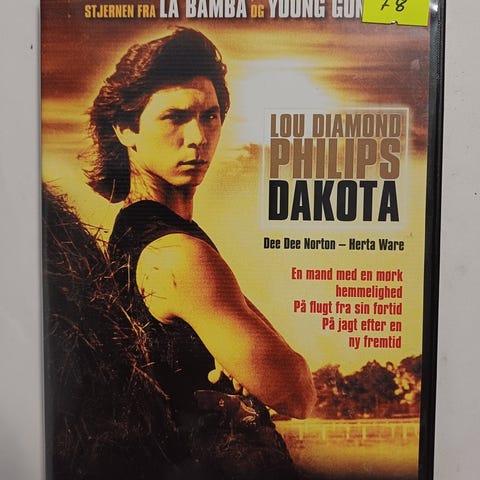 STJERNEN FRA LA BAMBA OG YOUNG GUN
78
LOU DIAMOND
PHILIPS
DAKOTA
Dee Dee Norton – Herta Ware
En mand med en mørk
hemmelighed
På flugt fra sin fortid
På jagt efter en
ny fremtid